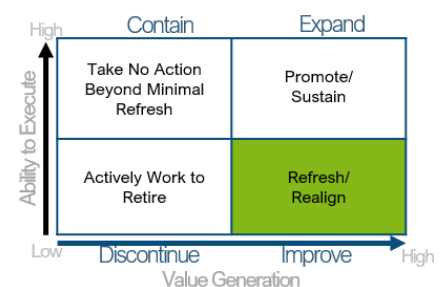 Contain
Expand
High
Take No Action
Beyond Minimal
Refresh
Promote/
Sustain
Ability to Execute
Actively Work to
Retire
Refresh/
Realign
Low
Discontinue
Improve
High
Value Generation